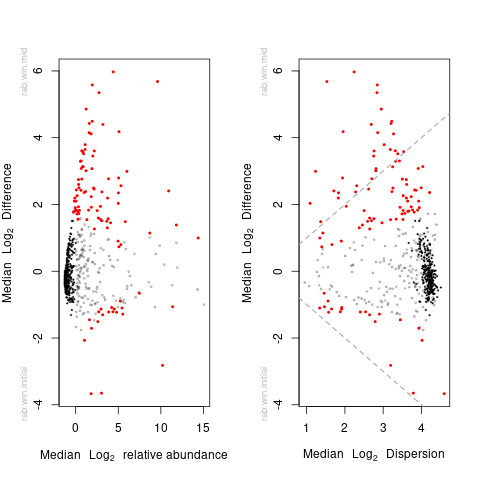 rab.win.mid
rab.win.initial
Median Log2 Difference
6
4
2
0
-2
-4
0 5 10 15
Median Log2 relative abundance
rab.win.mid
rab.win.initial
Median Log2 Difference
6
4
2
0
-2
-4
1 2 3 4
Median Log2 Dispersion